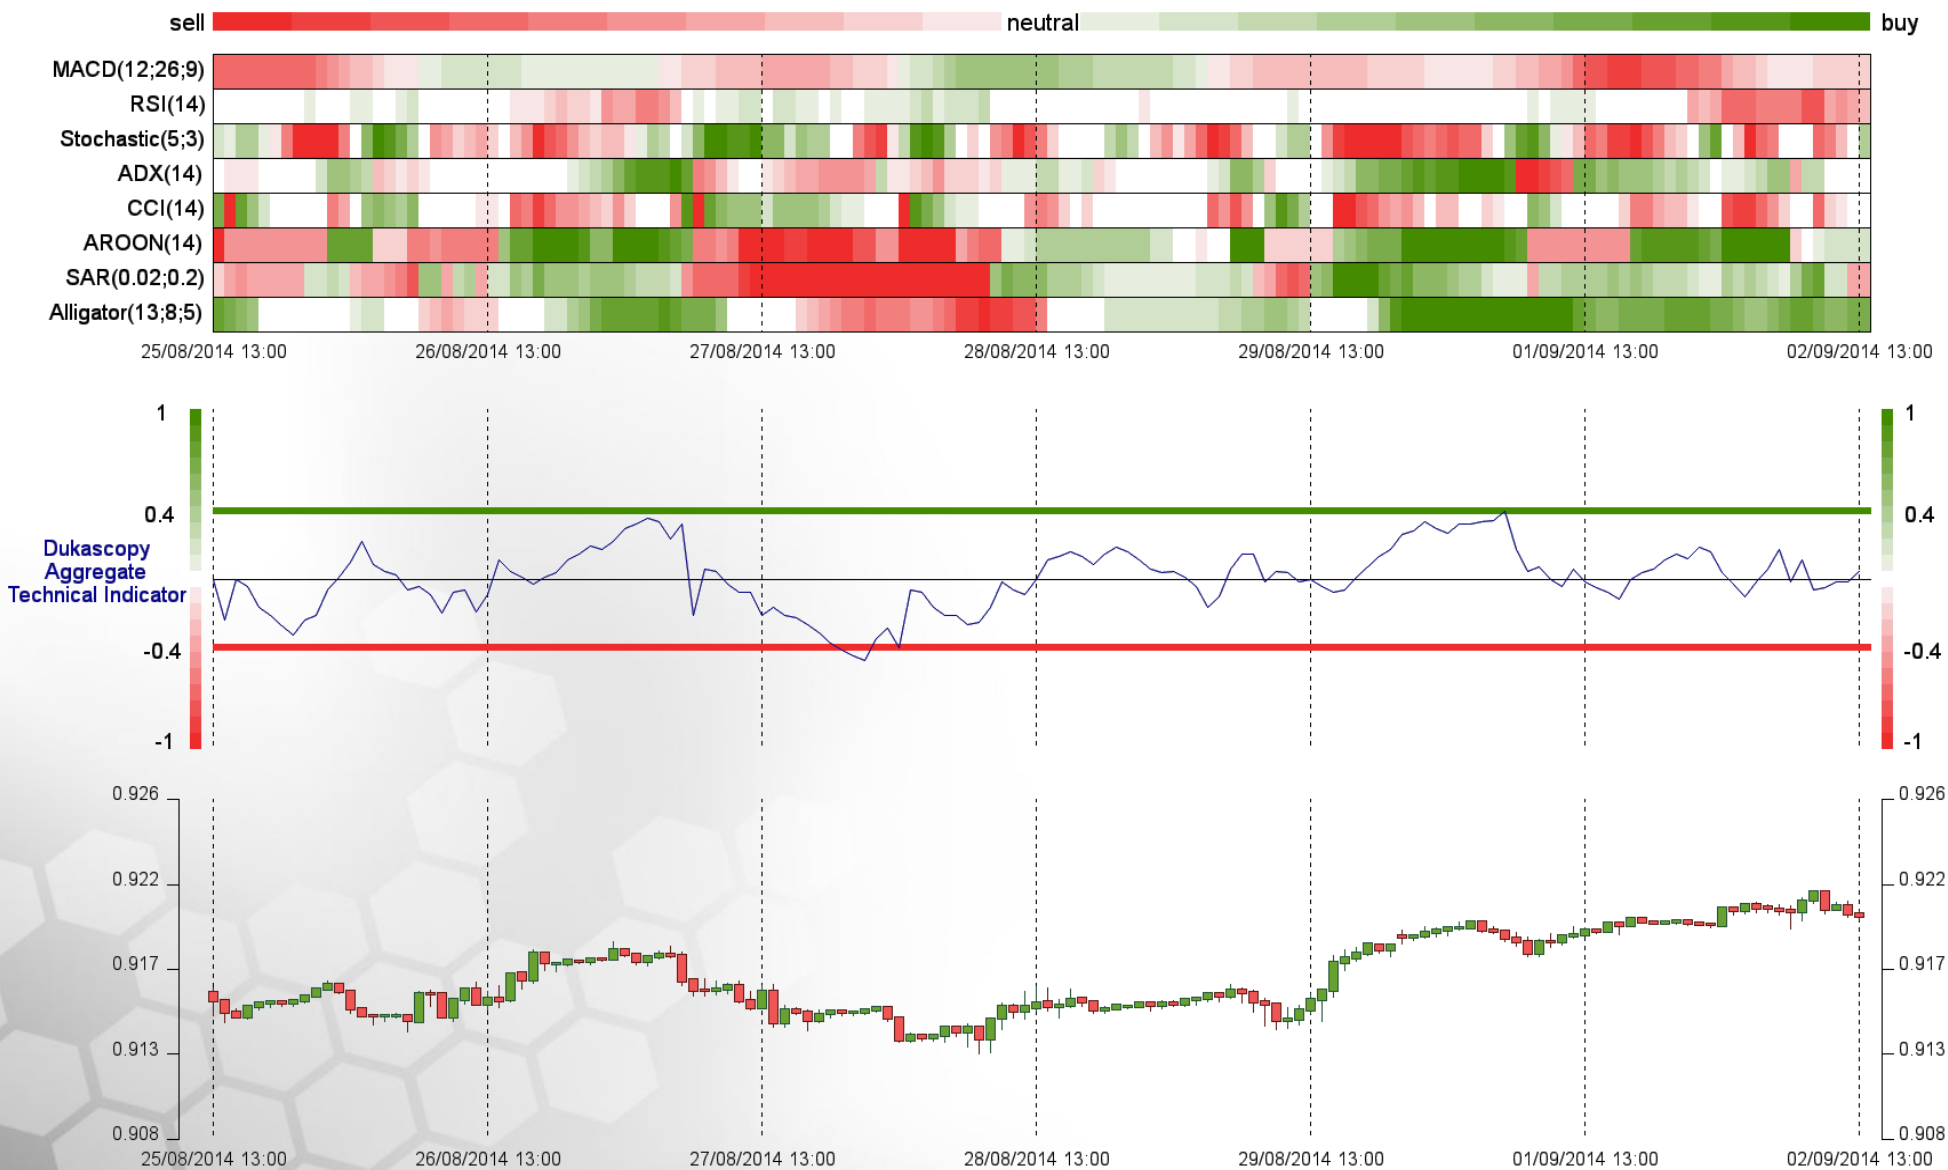 sell neutral buy
MACD(12;26;9)
RSI(14)
Stochastic(5;3)
ADX(14)
CCI(14)
AROON(14)
SAR(0.02;0.2)
Alligator(13;8;5)
25/08/2014 13:00 26/08/2014 13:00 27/08/2014 13:00 28/08/2014 13:00 29/08/2014 13:00 01/09/2014 13:00 02/09/2014 13:00
1 1
0.4 0.4
Dukascopy
Aggregate
Technical Indicator
-0.4 -0.4
-1 -1
0.926 0.926
0.922 0.922
0.917 0.917
0.913 0.913
0.908 0.908
25/08/2014 13:00 26/08/2014 13:00 27/08/2014 13:00 28/08/2014 13:00 29/08/2014 13:00 01/09/2014 13:00 02/09/2014 13:00